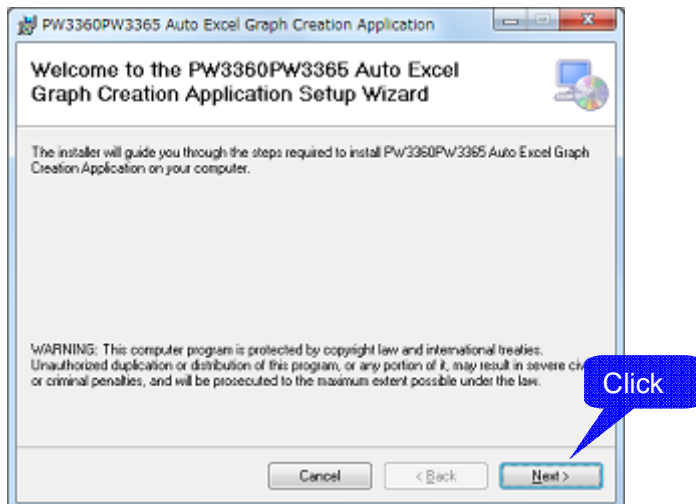 PW3360PW3365 Auto Excel Graph Creation Application
Welcome to the PW3360PW3365 Auto Excel
Graph Creation Application Setup Wizard
The installer will guide you through the steps required to install PW3360PW3365 Auto Excel Graph
Creation Application on your computer.
WARNING: This computer program is protected by copyright law and international treaties.
Unauthorized duplication or distribution of this program, or any portion of it, may result in severe civ
or criminal penalties, and will be prosecuted to the maximum extent possible under the law.
Click
Cancel < Back Next >